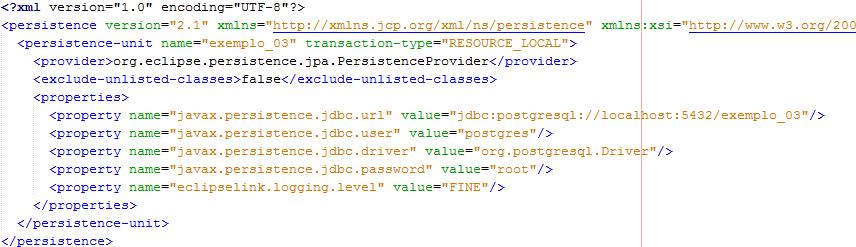 <?xml version="1.0" encoding="UTF-8"?>
<persistence version="2.1" xmlns="http://xmlns.jcp.org/xml/ns/persistence" xmlns:xsi="http://www.w3.org/200
<persistence-unit name="exemplo_03" transaction-type="RESOURCE_LOCAL">
<provider>org.eclipse.persistence.jpa.PersistenceProvider</provider>
<exclude-unlisted-classes>false</exclude-unlisted-classes>
<properties>
<property name="javax.persistence.jdbc.url" value="jdbc:postgresql://localhost:5432/exemplo_03"/>
<property name="javax.persistence.jdbc.user" value="postgres"/>
<property name="javax.persistence.jdbc.driver" value="org.postgresql.Driver"/>
<property name="javax.persistence.jdbc.password" value="root"/>
<property name="eclipselink.logging.level" value="FINE"/>
</properties>
</persistence-unit>
</persistence>